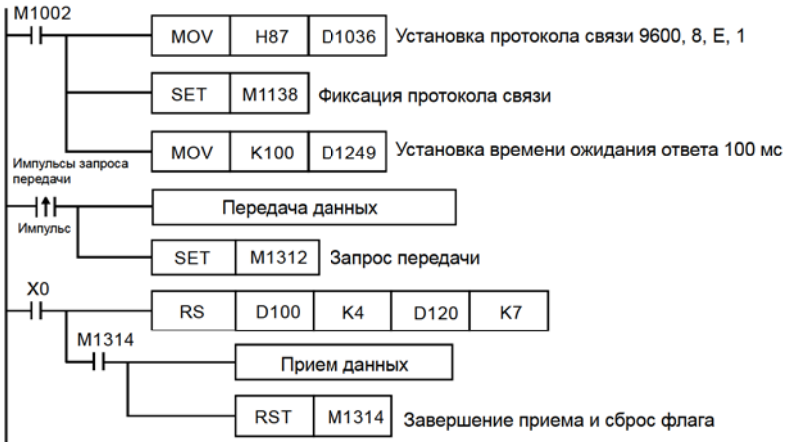 M1002
MOV H87 D1036 Установка протокола связи 9600, 8, E, 1
SET M1138 Фиксация протокола связи
MOV K100 D1249 Установка времени ожидания ответа 100 мс
Импульсы запроса
передачи
Импульс
Передача данных
SET M1312 Запрос передачи
X0
RS D100 K4 D120 K7
M1314
Прием данных
RST M1314 Завершение приема и сброс флага